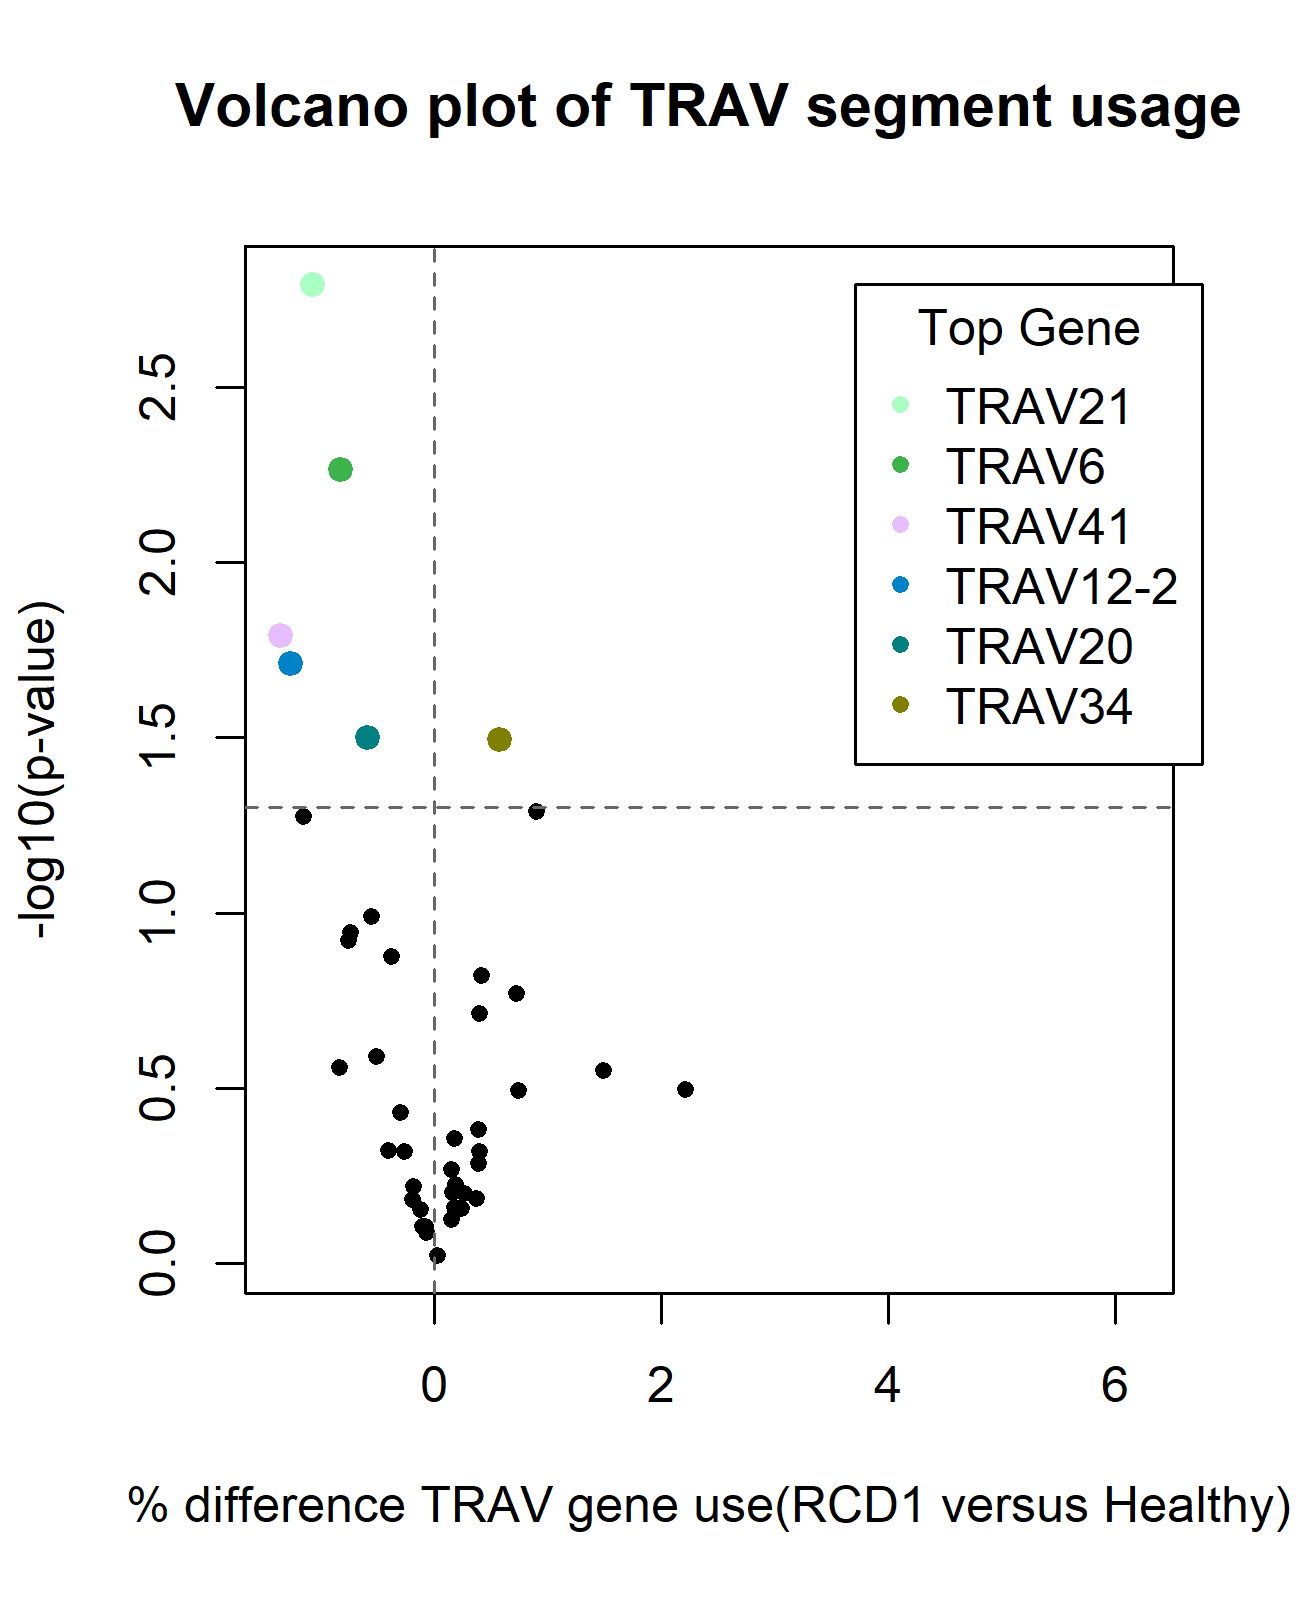 Volcano plot of TRAV segment usage
Top Gene
TRAV21
TRAV6
TRAV41
TRAV12-2
TRAV20
TRAV34
-log10(p-value)
2.5
2.0
1.5
1.0
0.5
0.0
0 2 4 6
% difference TRAV gene use(RCD1 versus Healthy)